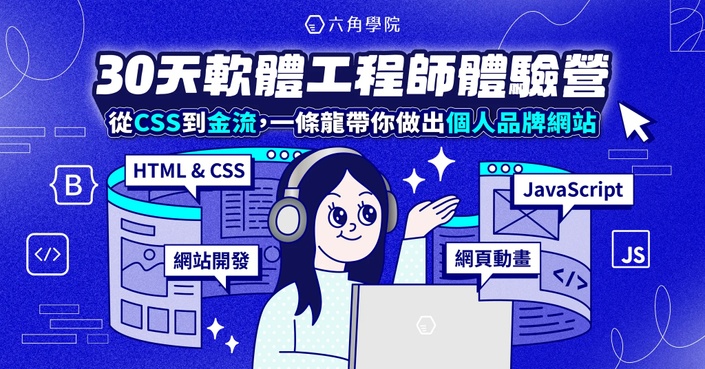 六角學院
30天軟體工程師體驗營
從CSS到金流，一條龍帶你做出個人品牌網站
HTML & CSS
JavaScript
B
</>
網站開發
網頁動畫
</>
JS